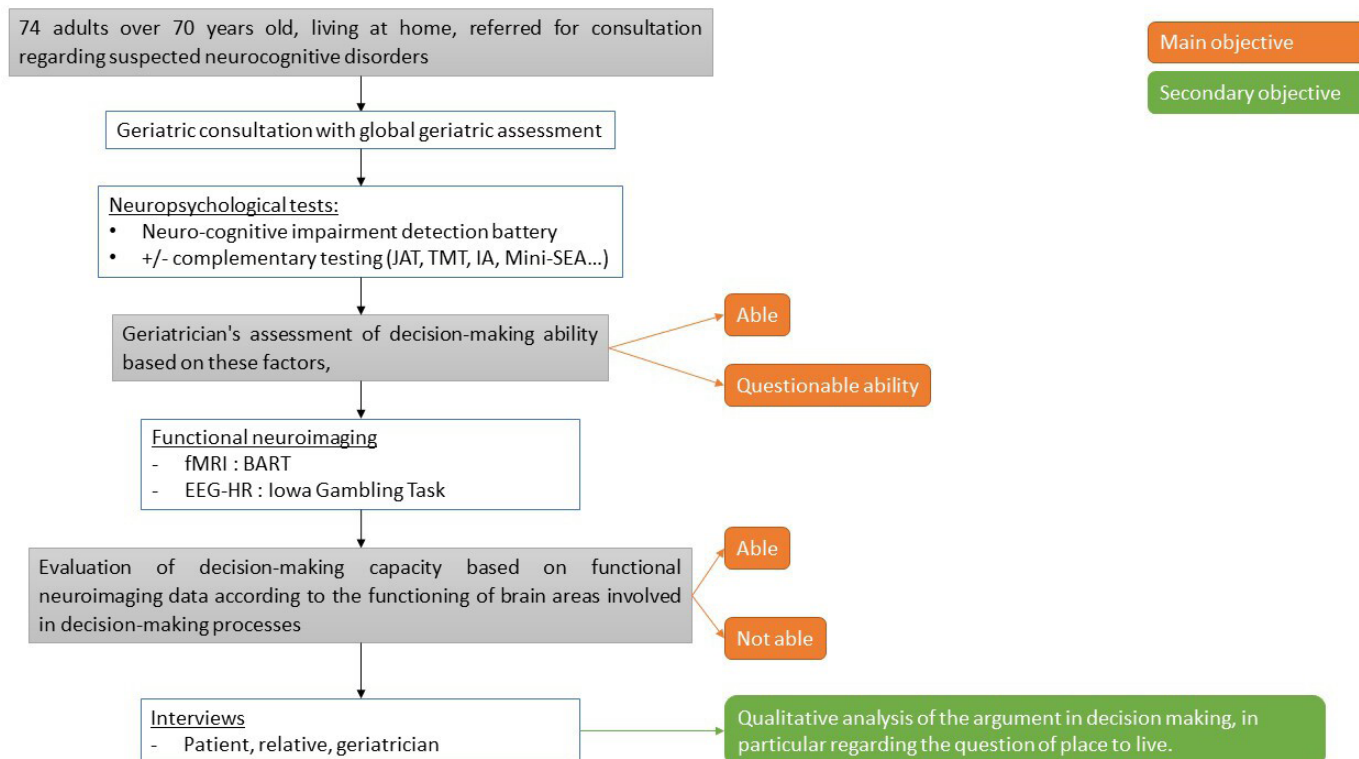 74 adults over 70 years old, living at home, referred for consultation
regarding suspected neurocognitive disorders
Main objective
Secondary objective
Geriatric consultation with global geriatric assessment
Neuropsychological tests:
• Neuro-cognitive impairment detection battery
• +/- complementary testing (JAT, TMT, IA, Mini-SEA...)
Geriatrician's assessment of decision-making ability
based on these factors,
Able
Questionable ability
Functional neuroimaging
- fMRI : BART
- EEG-HR : Iowa Gambling Task
Evaluation of decision-making capacity based on functional
neuroimaging data according to the functioning of brain areas involved
in decision-making processes
Able
Not able
Interviews
- Patient, relative, geriatrician
Qualitative analysis of the argument in decision making, in
particular regarding the question of place to live.